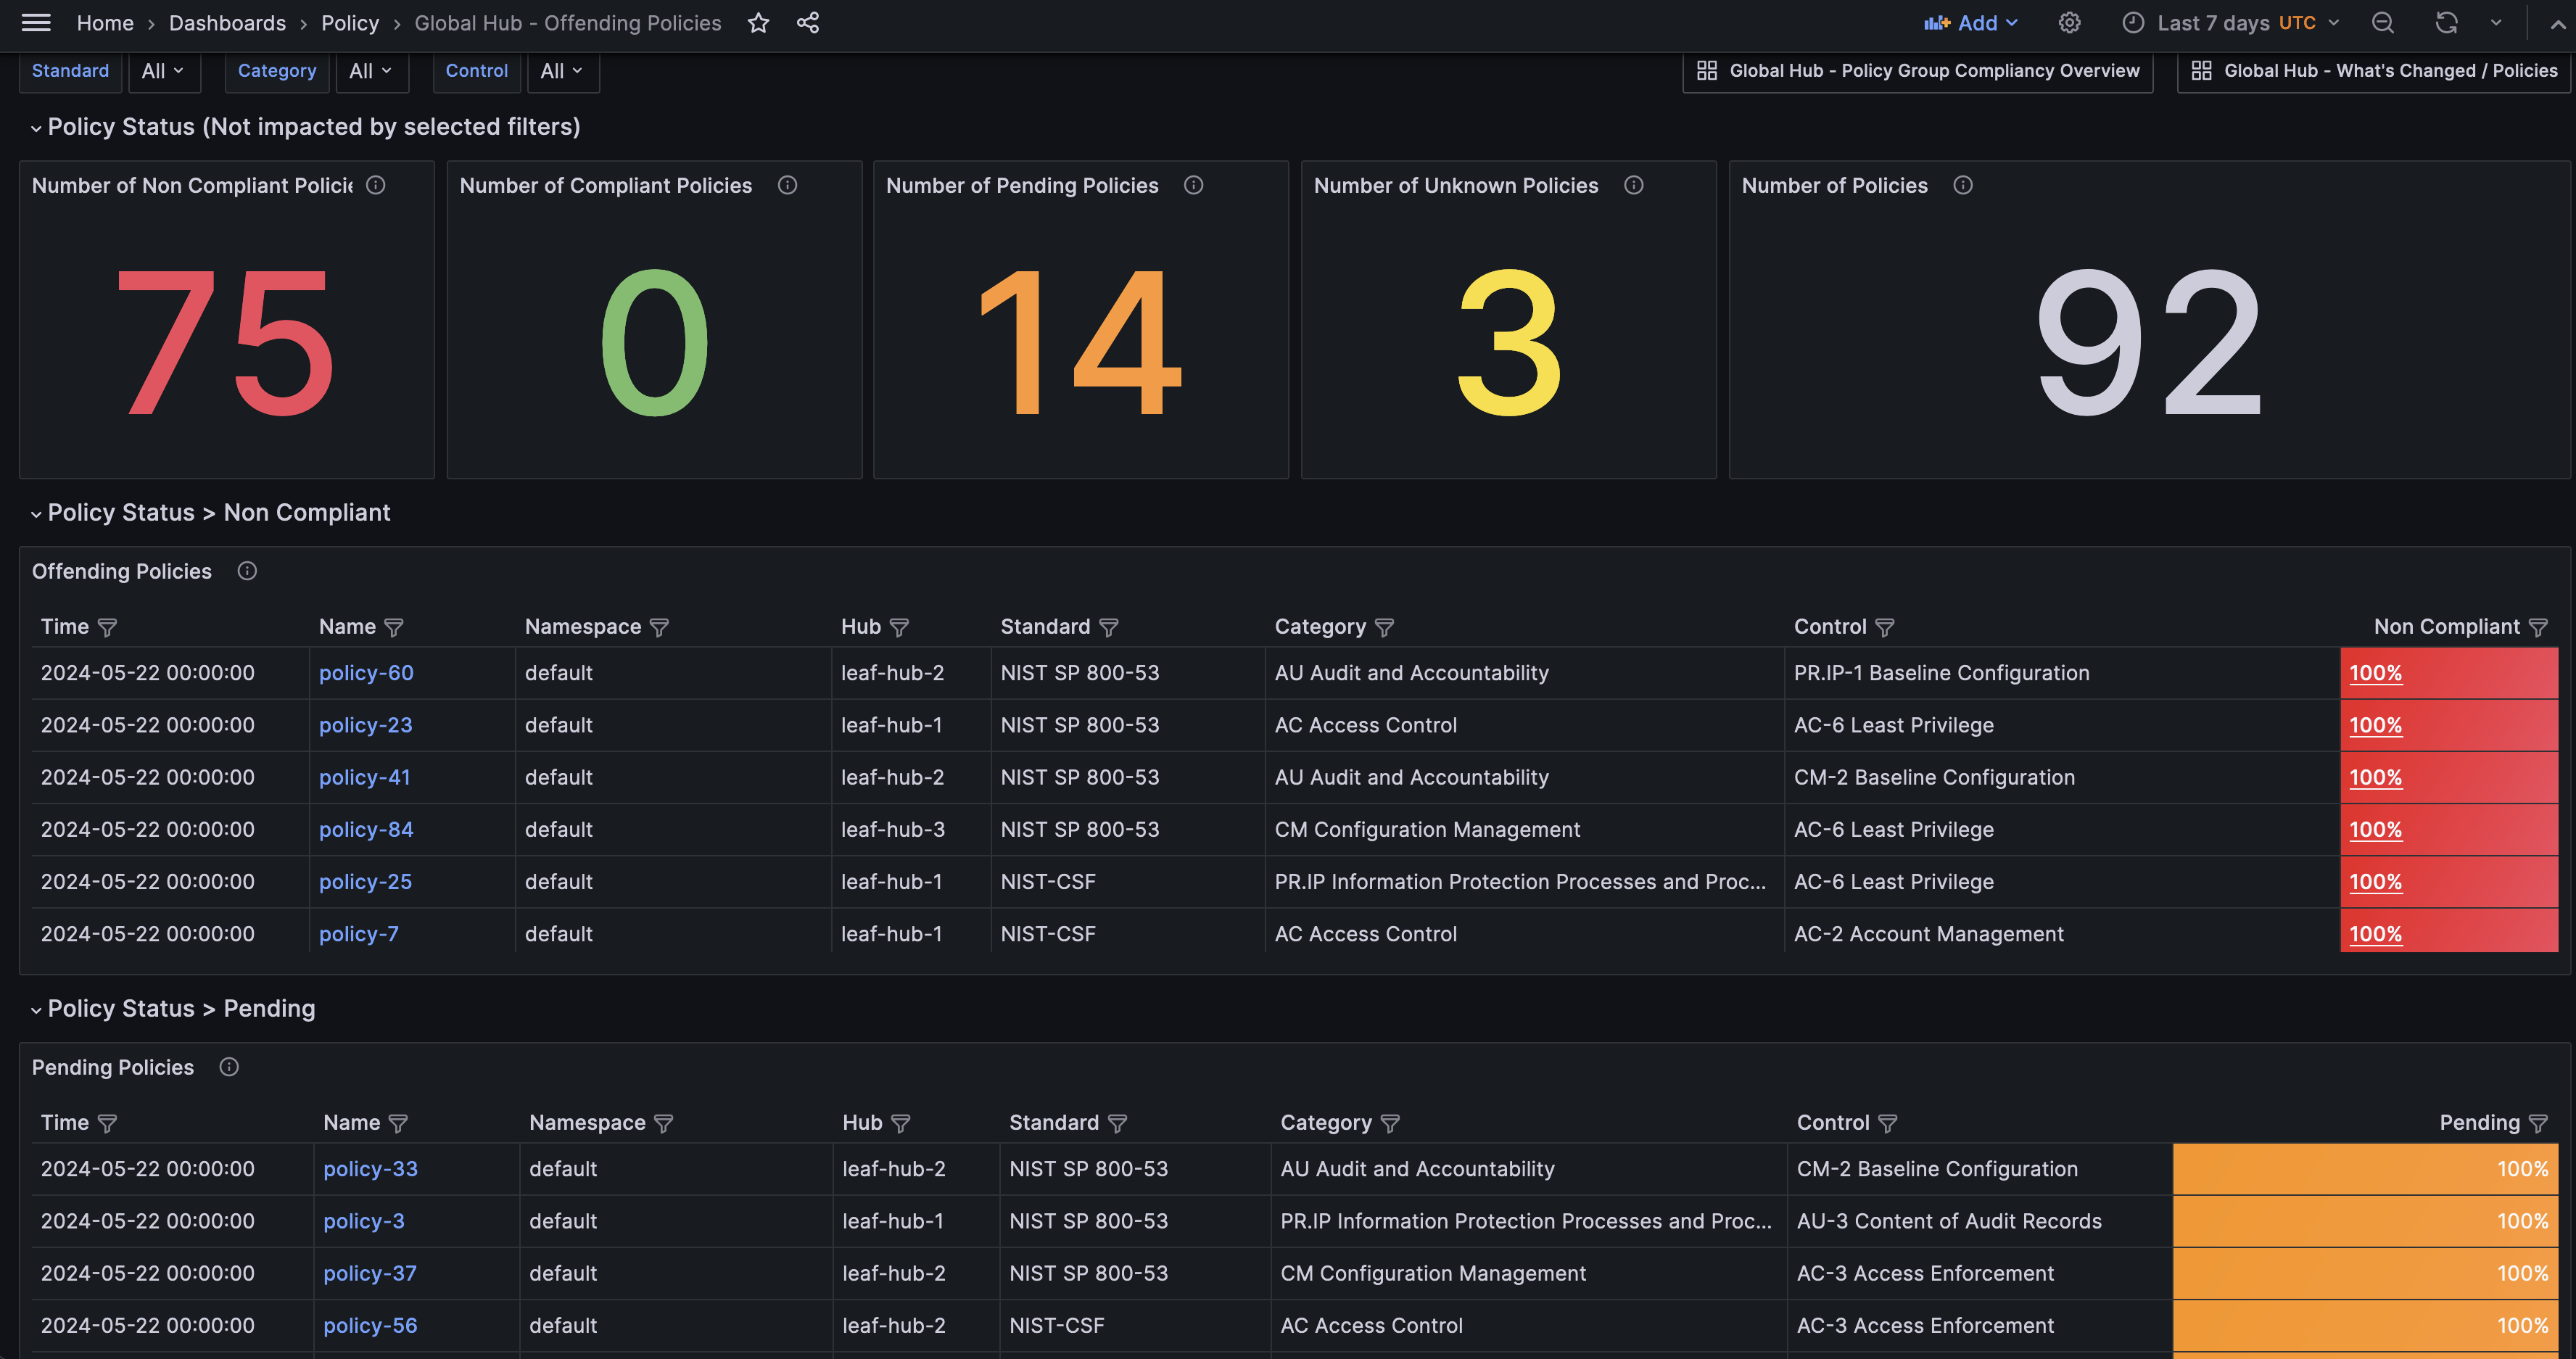 Home › Dashboards › Policy › Global Hub - Offending Policies
Add
Last 7 days UTC
Standard All Category All Control All
Global Hub - Policy Group Compliancy Overview
Global Hub - What's Changed / Policies
Policy Status (Not impacted by selected filters)
Number of Non Compliant Policie
Number of Compliant Policies
Number of Pending Policies
Number of Unknown Policies
Number of Policies
75 0 14 3 92
Policy Status > Non Compliant
Offending Policies
Time Name Namespace Hub Standard Category Control Non Compliant
2024-05-22 00:00:00 policy-60 default leaf-hub-2 NIST SP 800-53 AU Audit and Accountability PR.IP-1 Baseline Configuration 100%
2024-05-22 00:00:00 policy-23 default leaf-hub-1 NIST SP 800-53 AC Access Control AC-6 Least Privilege 100%
2024-05-22 00:00:00 policy-41 default leaf-hub-2 NIST SP 800-53 AU Audit and Accountability CM-2 Baseline Configuration 100%
2024-05-22 00:00:00 policy-84 default leaf-hub-3 NIST SP 800-53 CM Configuration Management AC-6 Least Privilege 100%
2024-05-22 00:00:00 policy-25 default leaf-hub-1 NIST-CSF PR.IP Information Protection Processes and Proc... AC-6 Least Privilege 100%
2024-05-22 00:00:00 policy-7 default leaf-hub-1 NIST-CSF AC Access Control AC-2 Account Management 100%
Policy Status > Pending
Pending Policies
Time Name Namespace Hub Standard Category Control Pending
2024-05-22 00:00:00 policy-33 default leaf-hub-2 NIST SP 800-53 AU Audit and Accountability CM-2 Baseline Configuration 100%
2024-05-22 00:00:00 policy-3 default leaf-hub-1 NIST SP 800-53 PR.IP Information Protection Processes and Proc... AU-3 Content of Audit Records 100%
2024-05-22 00:00:00 policy-37 default leaf-hub-2 NIST SP 800-53 CM Configuration Management AC-3 Access Enforcement 100%
2024-05-22 00:00:00 policy-56 default leaf-hub-2 NIST-CSF AC Access Control AC-3 Access Enforcement 100%